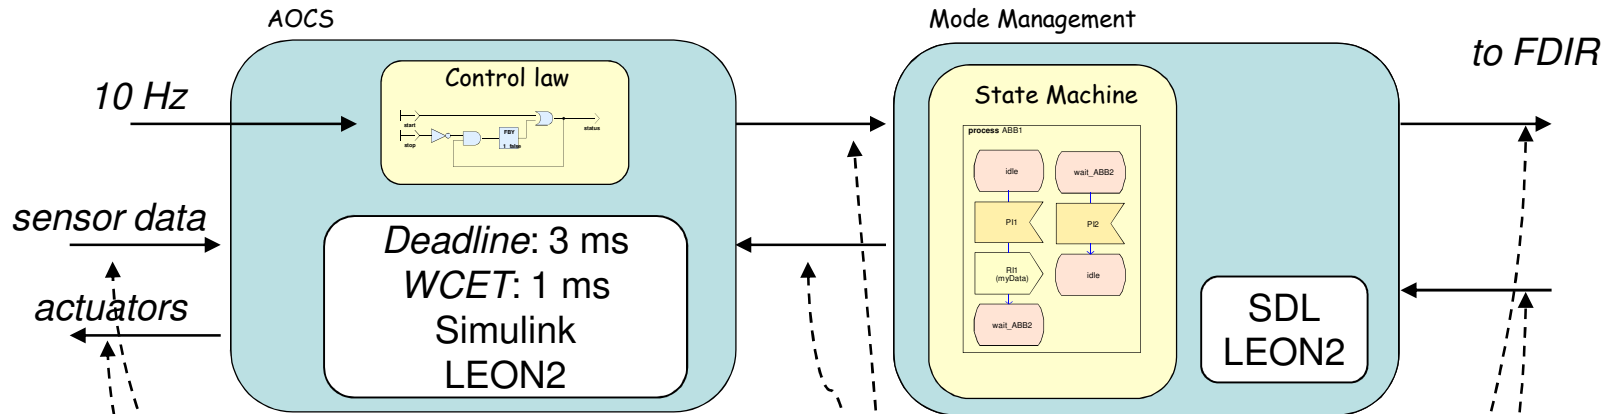 AOCS
Mode Management
to FDIR
10 Hz
sensor data
actuators
Control law
start
stop
FBY
1 false
status
Deadline: 3 ms
WCET: 1 ms
Simulink
LEON2
State Machine
process ABB1
idle
wait_ABB2
PI1
PI2
RI1
(myData)
idle
wait_ABB2
SDL
LEON2